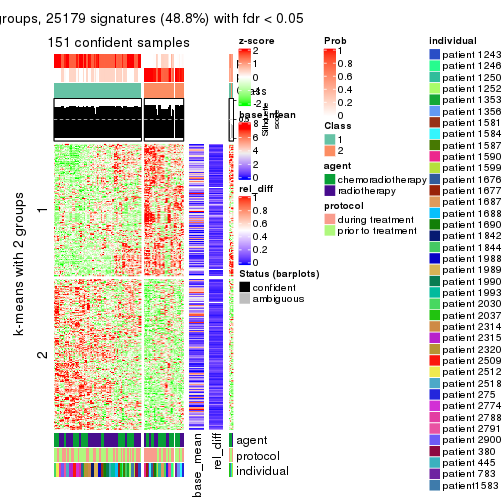 groups, 25179 signatures (48.8%) with fdr < 0.05
151 confident samples
k-means with 2 groups
1
2
agent
protocol
individual
base_mean
rel_diff
z-score
2
1
0
-1
-2
base_mean
8
6
4
2
0
rel_diff
1
0.8
0.6
0.4
0.2
0
Status (barplots)
confident
ambiguous
Silhouette
score
Prob
1
0.8
0.6
0.4
0.2
0
Class
1
2
agent
chemoradiotherapy
radiotherapy
protocol
during treatment
prior to treatment
individual
patient 1243
patient 1246
patient 1250
patient 1252
patient 1353
patient 1356
patient 1581
patient 1584
patient 1587
patient 1590
patient 1599
patient 1676
patient 1677
patient 1687
patient 1688
patient 1690
patient 1842
patient 1844
patient 1988
patient 1989
patient 1990
patient 1993
patient 2030
patient 2037
patient 2314
patient 2315
patient 2320
patient 2509
patient 2512
patient 2518
patient 275
patient 2774
patient 2788
patient 2791
patient 2900
patient 380
patient 445
patient 783
patient1583